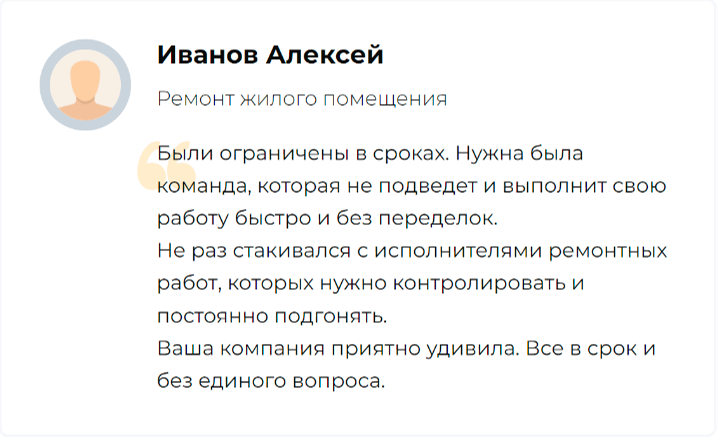 Иванов Алексей
Ремонт жилого помещения
Были ограничены в сроках. Нужна была
команда, которая не подведет и выполнит свою
работу быстро и без переделок.
Не раз стакивался с исполнителями ремонтных
работ, которых нужно контролировать и
постоянно подгонять.
Ваша компания приятно удивила. Все в срок и
без единого вопроса.